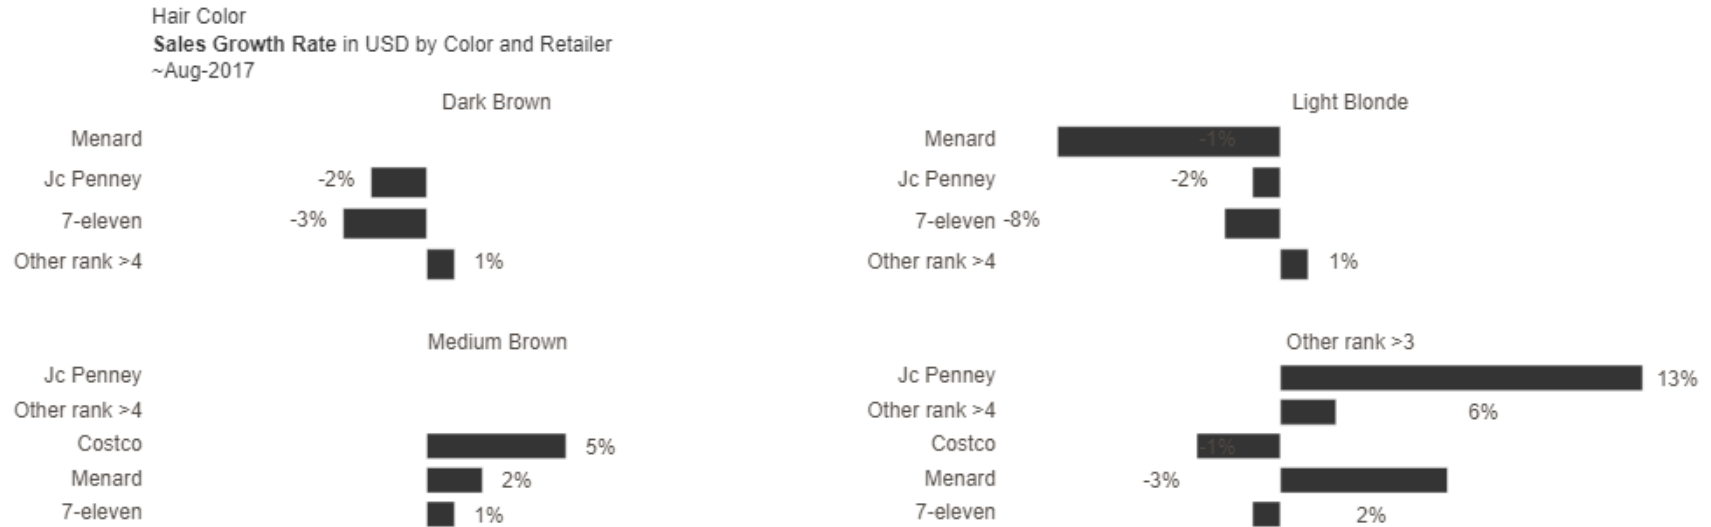 Hair Color
Sales Growth Rate in USD by Color and Retailer
~Aug-2017
Dark Brown
Menard
Jc Penney -2%
7-eleven -3%
Other rank >4 1%
Light Blonde
Menard -1%
Jc Penney -2%
7-eleven -8%
Other rank >4 1%
Medium Brown
Jc Penney
Other rank >4
Costco 5%
Menard 2%
7-eleven 1%
Other rank >3
Jc Penney 13%
Other rank >4 6%
Costco -1%
Menard -3%
7-eleven 2%